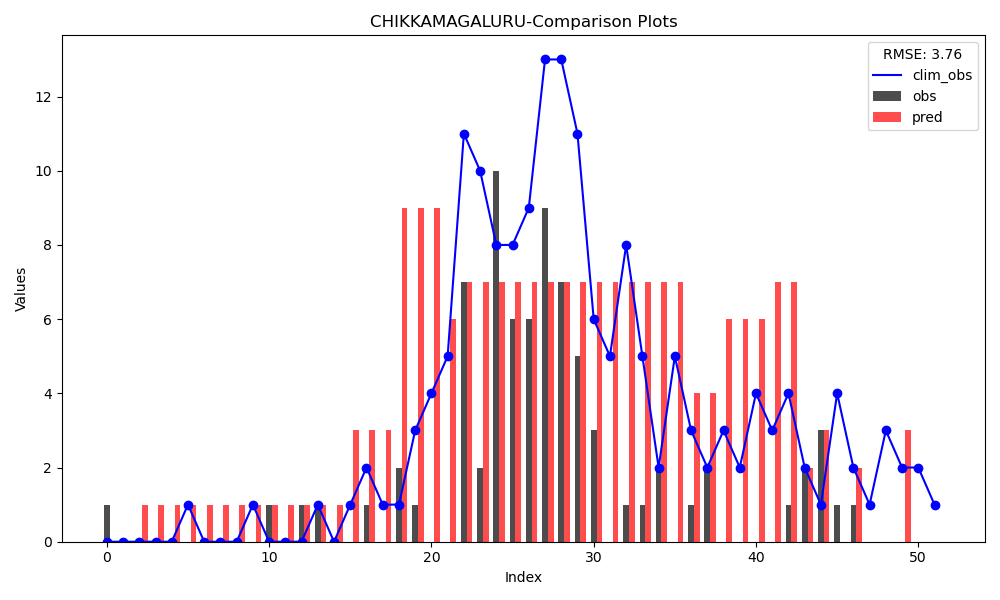 CHIKKAMAGALURU-Comparison Plots
RMSE: 3.76
clim_obs
obs
pred
Values
12
10
8
6
4
2
0
0 10 20 30 40 50
Index